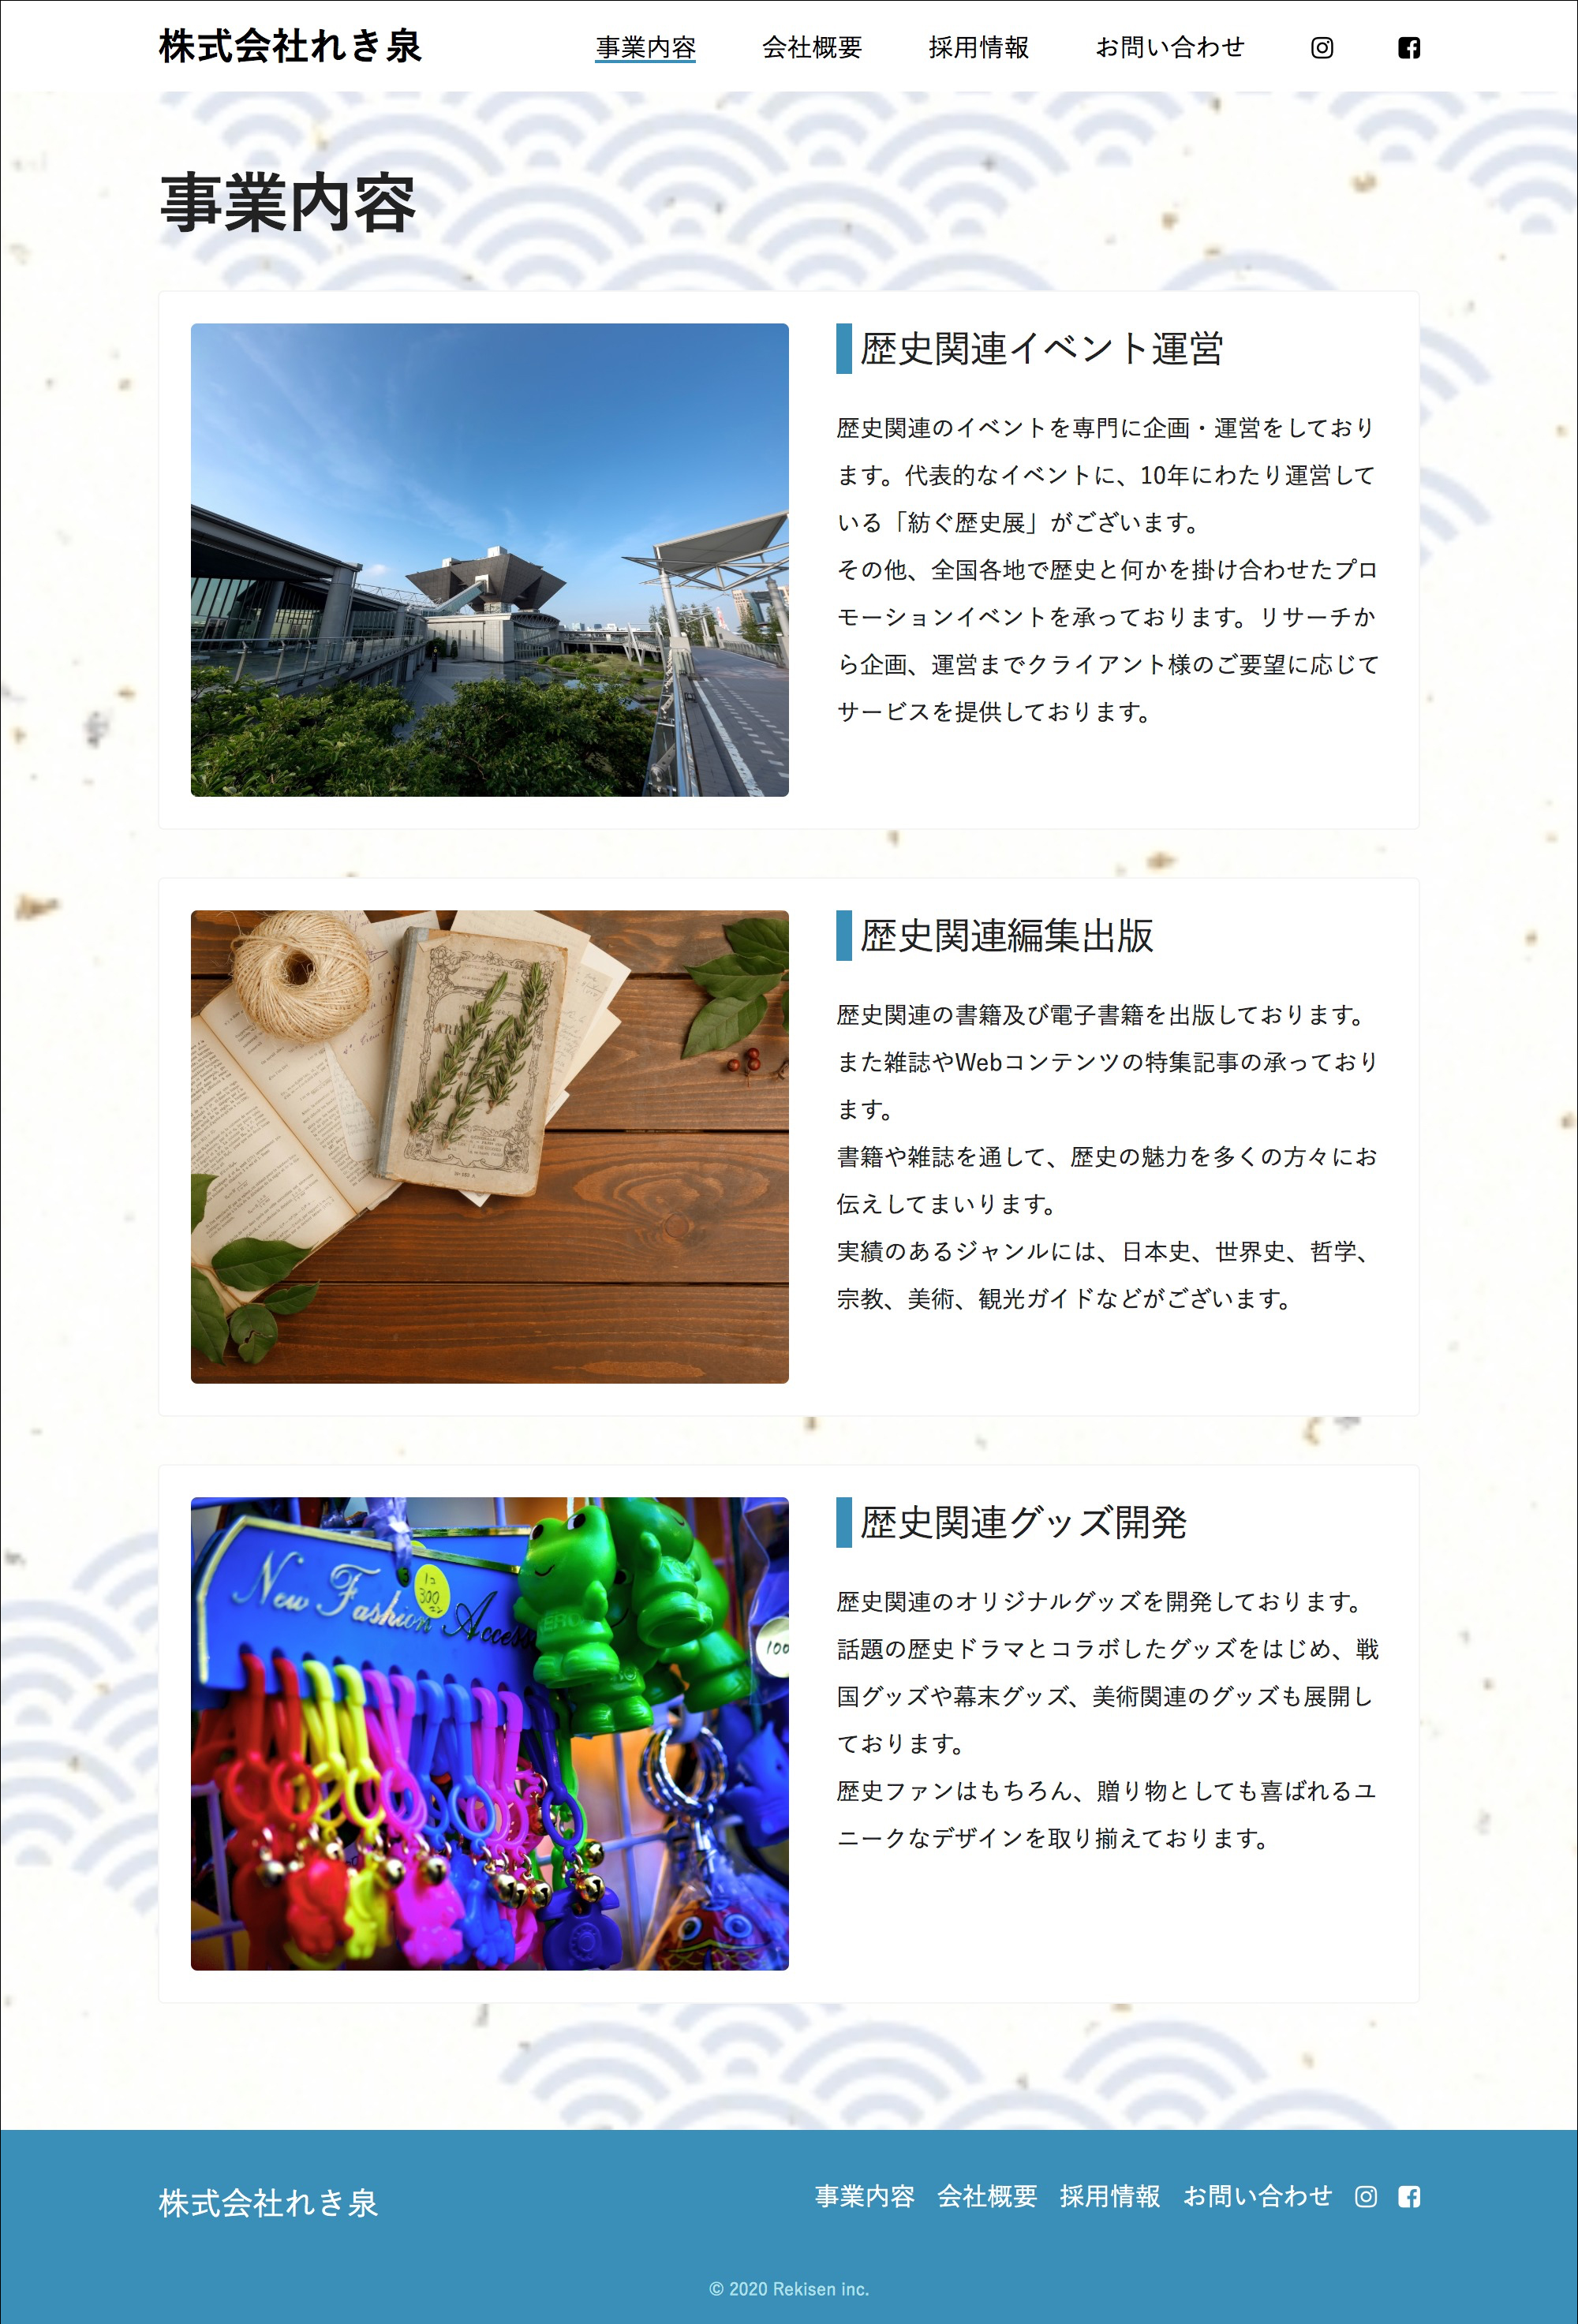 株式会社れき泉
事業内容 会社概要 採用情報 お問い合わせ
事業内容
歴史関連イベント運営
歴史関連のイベントを専門に企画・運営をしており
ます。代表的なイベントに、10年にわたり運営して
いる「紡ぐ歴史展」がございます。
その他、全国各地で歴史と何かを掛け合わせたプロ
モーションイベントを承っております。リサーチか
ら企画、運営までクライアント様のご要望に応じて
サービスを提供しております。
歴史関連編集出版
歴史関連の書籍及び電子書籍を出版しております。
また雑誌やWebコンテンツの特集記事の承っており
ます。
書籍や雑誌を通して、歴史の魅力を多くの方々にお
伝えしてまいります。
実績のあるジャンルには、日本史、世界史、哲学、
宗教、美術、観光ガイドなどがございます。
New Fashion
300
100
歴史関連グッズ開発
歴史関連のオリジナルグッズを開発しております。
話題の歴史ドラマとコラボしたグッズをはじめ、戦
国グッズや幕末グッズ、美術関連のグッズも展開し
ております。
歴史ファンはもちろん、贈り物としても喜ばれるユ
ニークなデザインを取り揃えております。
株式会社れき泉
事業内容 会社概要 採用情報 お問い合わせ
© 2020 Rekisen inc.